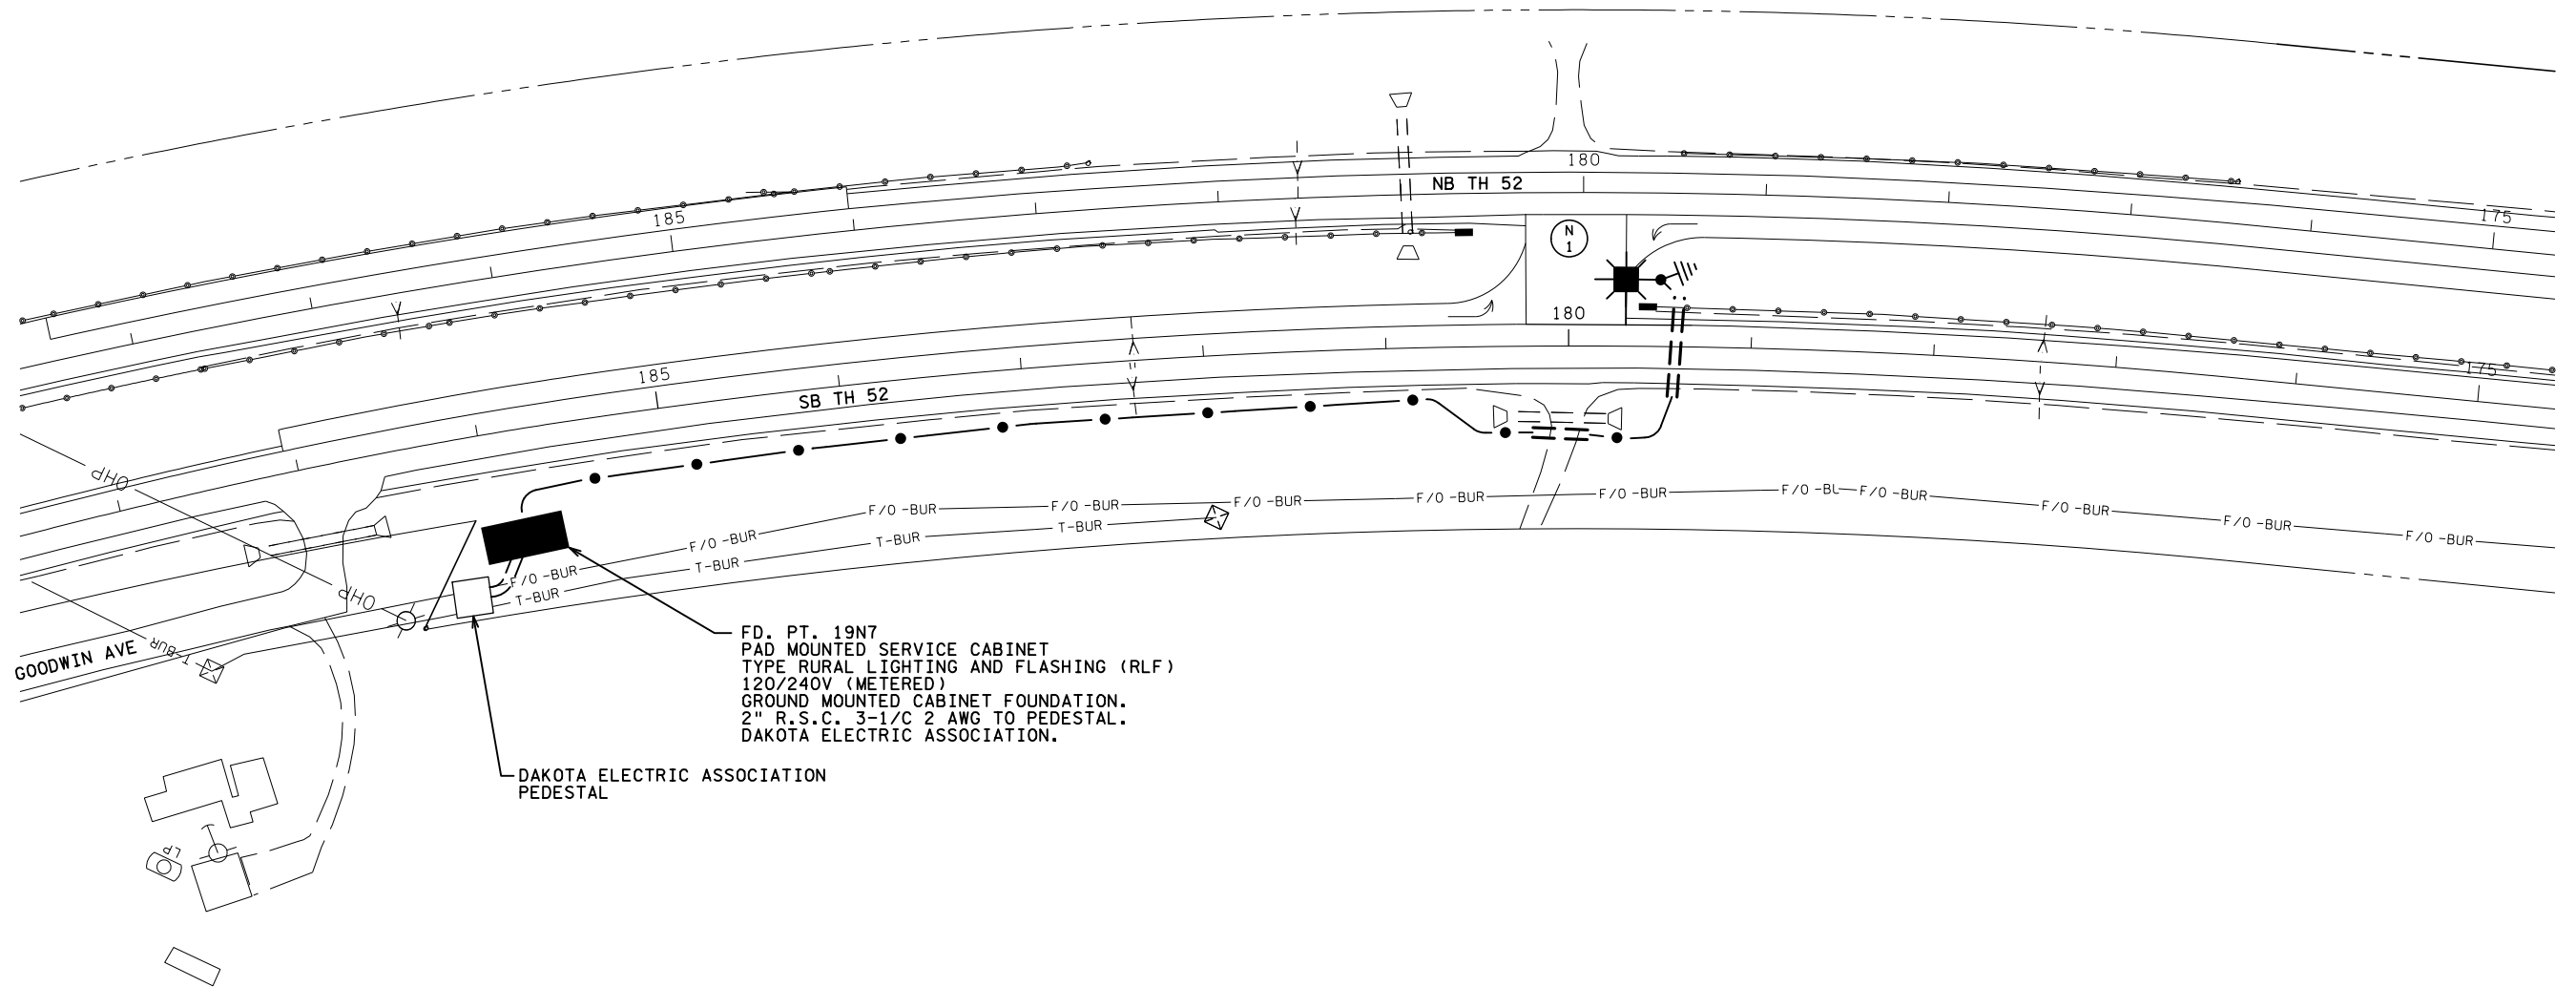 180
NB TH 52
185
175
N
1
180
185
175
SB TH 52
OHP
F/O -BUR
F/O -BUR
F/O -BUR
F/O -BUR
F/O -BUR
F/O -BU
F/O -BUR
F/O -BUR
F/O -BUR
F/O -BUR
T-BUR
T-BUR
F/O -BUR
T-BUR
F/O -BUR
T-BUR
OHP
T-BUR
GOODWIN AVE
FD. PT. 19N7
PAD MOUNTED SERVICE CABINET
TYPE RURAL LIGHTING AND FLASHING (RLF)
120/240V (METERED)
GROUND MOUNTED CABINET FOUNDATION.
2" R.S.C. 3-1/C 2 AWG TO PEDESTAL.
DAKOTA ELECTRIC ASSOCIATION.
DAKOTA ELECTRIC ASSOCIATION
PEDESTAL
LP